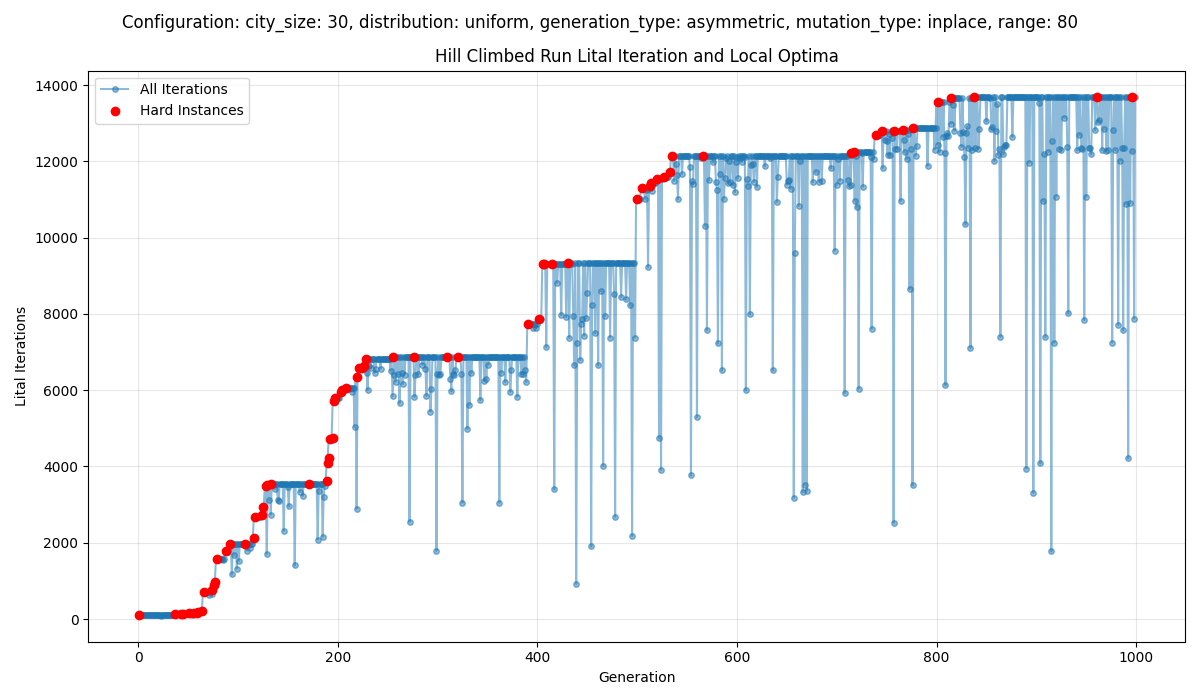 Configuration: city_size: 30, distribution: uniform, generation_type: asymmetric, mutation_type: inplace, range: 80
Hill Climbed Run Lital Iteration and Local Optima
All Iterations
Hard Instances
14000
12000
10000
8000
6000
4000
2000
0
Lital Iterations
0 200 400 600 800 1000
Generation